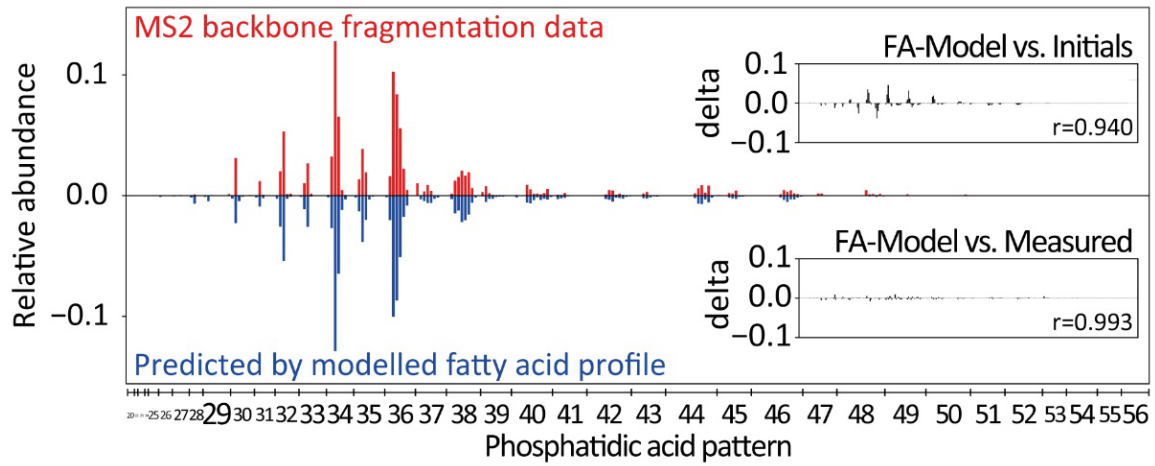 MS2 backbone fragmentation data
FA-Model vs. Initials
0.1
0.0
−0.1
delta
r=0.940
Relative abundance
0.1
0.0
−0.1
FA-Model vs. Measured
0.1
0.0
−0.1
delta
r=0.993
Predicted by modelled fatty acid profile
20 25 26 27 28 29 30 31 32 33 34 35 36 37 38 39 40 41 42 43 44 45 46 47 48 49 50 51 52 53 54 55 56
Phosphatidic acid pattern